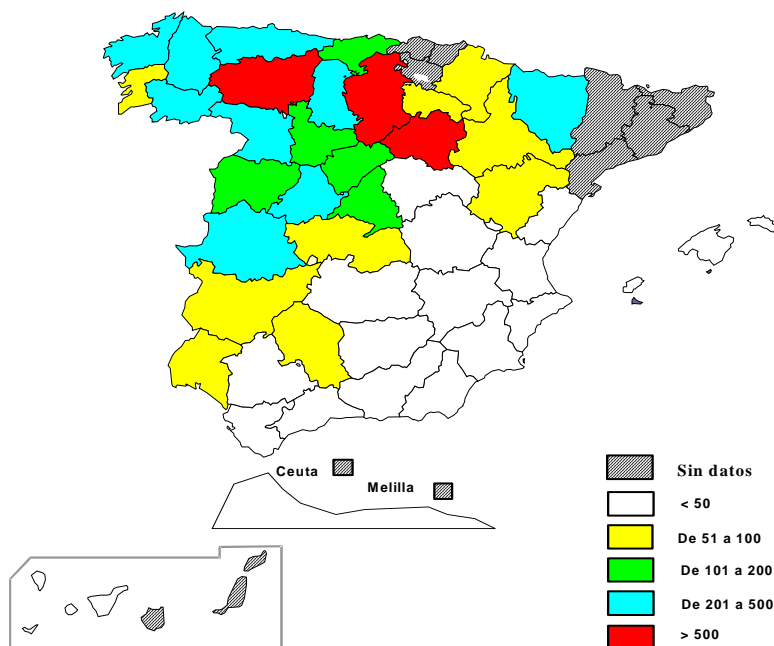 Ceuta
Melilla
Sin datos
< 50
De 51 a 100
De 101 a 200
De 201 a 500
> 500